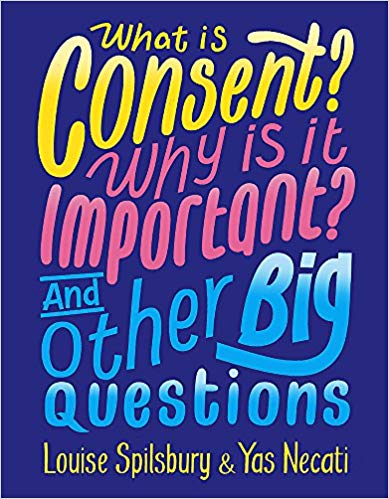 What is
Consent?
Why is it
Important?
And
Other Big
Questions
Louise Spilsbury & Yas Necati